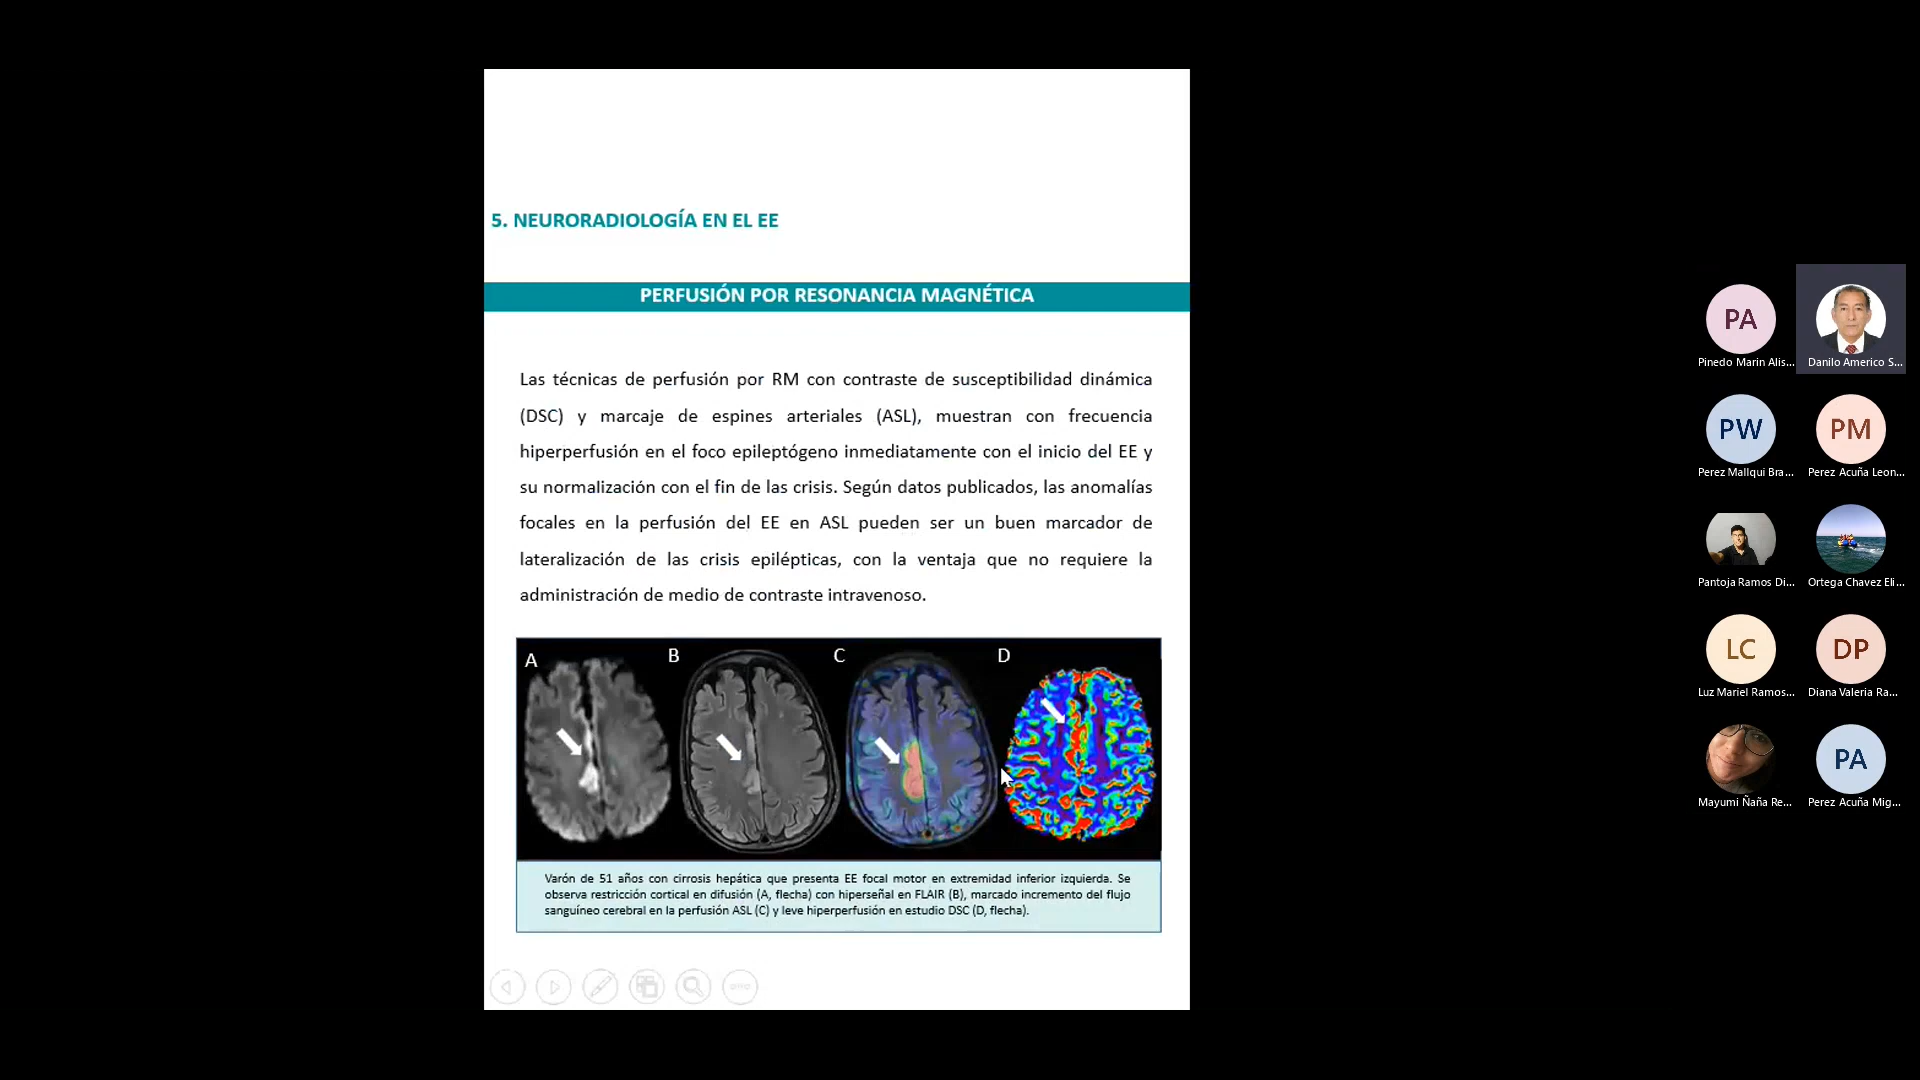 5. NEURORADIOLOGÍA EN EL EE
PERFUSIÓN POR RESONANCIA MAGNÉTICA
Las técnicas de perfusión por RM con contraste de susceptibilidad dinámica
(DSC) y marcaje de espines arteriales (ASL), muestran con frecuencia
hiperperfusión en el foco epileptógeno inmediatamente con el inicio del EE y
su normalización con el fin de las crisis. Según datos publicados, las anomalías
focales en la perfusión del EE en ASL pueden ser un buen marcador de
lateralización de las crisis epilépticas, con la ventaja que no requiere la
administración de medio de contraste intravenoso.
A B C D
Varón de 51 años con cirrosis hepática que presenta EE focal motor en extremidad inferior izquierda. Se
observa restricción cortical en difusión (A, flecha) con hiperseñal en FLAIR (B), marcado incremento del flujo
sanguíneo cerebral en la perfusión ASL (C) y leve hiperperfusión en estudio DSC (D, flecha).
PA
Pinedo Marin Alis... Danilo Americo S...
PW PM
Perez Mallqui Bra... Perez Acuña Leon...
Pantoja Ramos Di... Ortega Chavez Eli...
LC DP
Luz Mariel Ramos... Diana Valeria Ra...
PA
Mayumi Ñaña Re... Perez Acuña Mig...